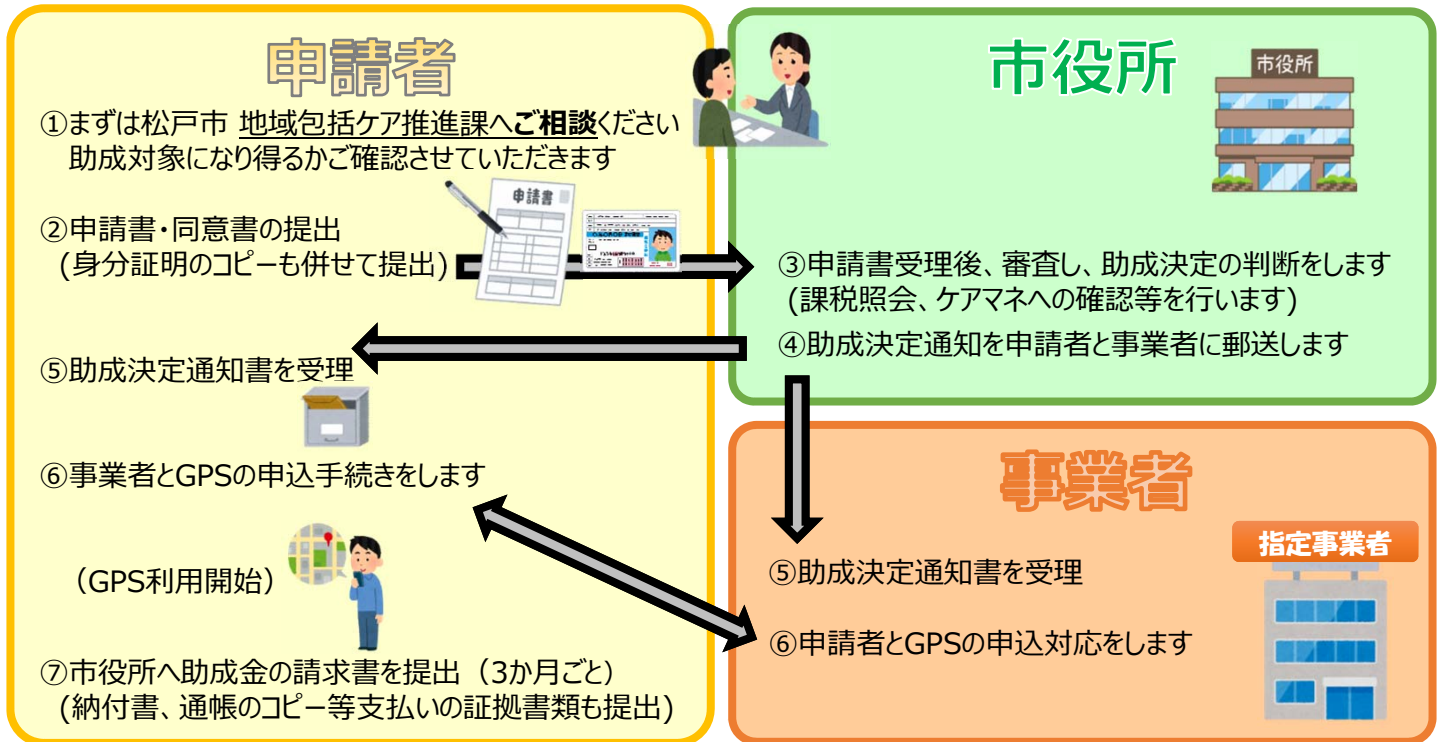 申請者
①まずは松戸市 地域包括ケア推進課へご相談ください
助成対象になり得るかご確認させていただきます
申請書
②申請書・同意書の提出
(身分証明のコピーも併せて提出)
⑤助成決定通知書を受理
⑥事業者とGPSの申込手続きをします
（GPS利用開始）
⑦市役所へ助成金の請求書を提出（3か月ごと）
(納付書、通帳のコピー等支払いの証拠書類も提出)
市役所
市役所
③申請書受理後、審査し、助成決定の判断をします
(課税照会、ケアマネへの確認等を行います)
④助成決定通知を申請者と事業者に郵送します
事業者
指定事業者
⑤助成決定通知書を受理
⑥申請者とGPSの申込対応をします